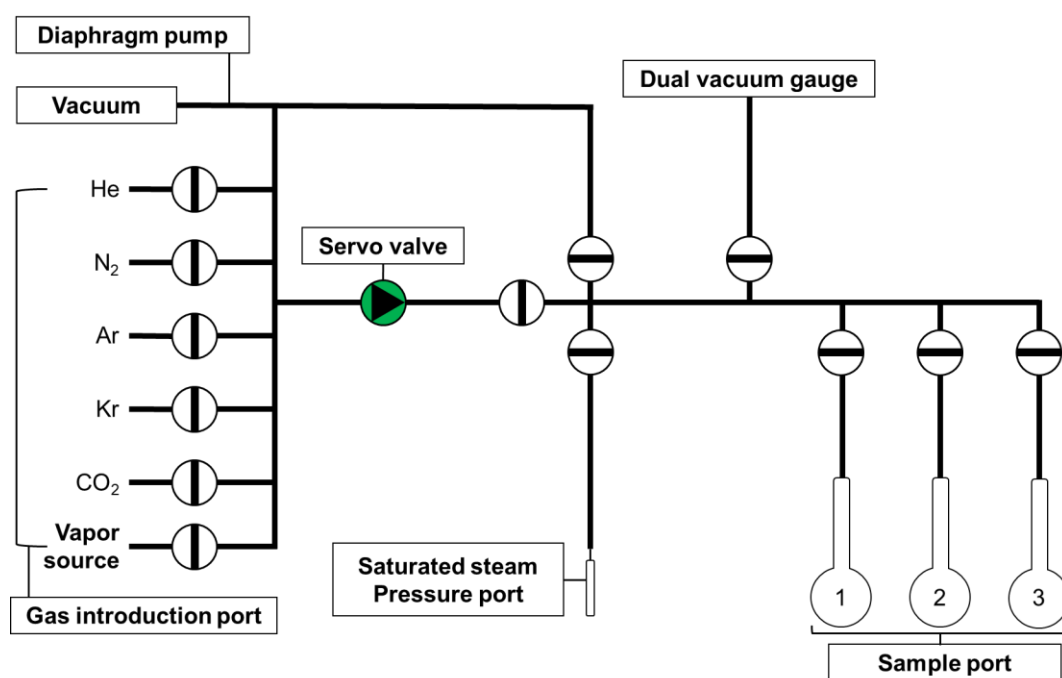 Diaphragm pump
Vacuum
Dual vacuum gauge
He
N₂
Servo valve
Ar
Kr
CO₂
Vapor
source
Gas introduction port
Saturated steam
Pressure port
1
2
3
Sample port